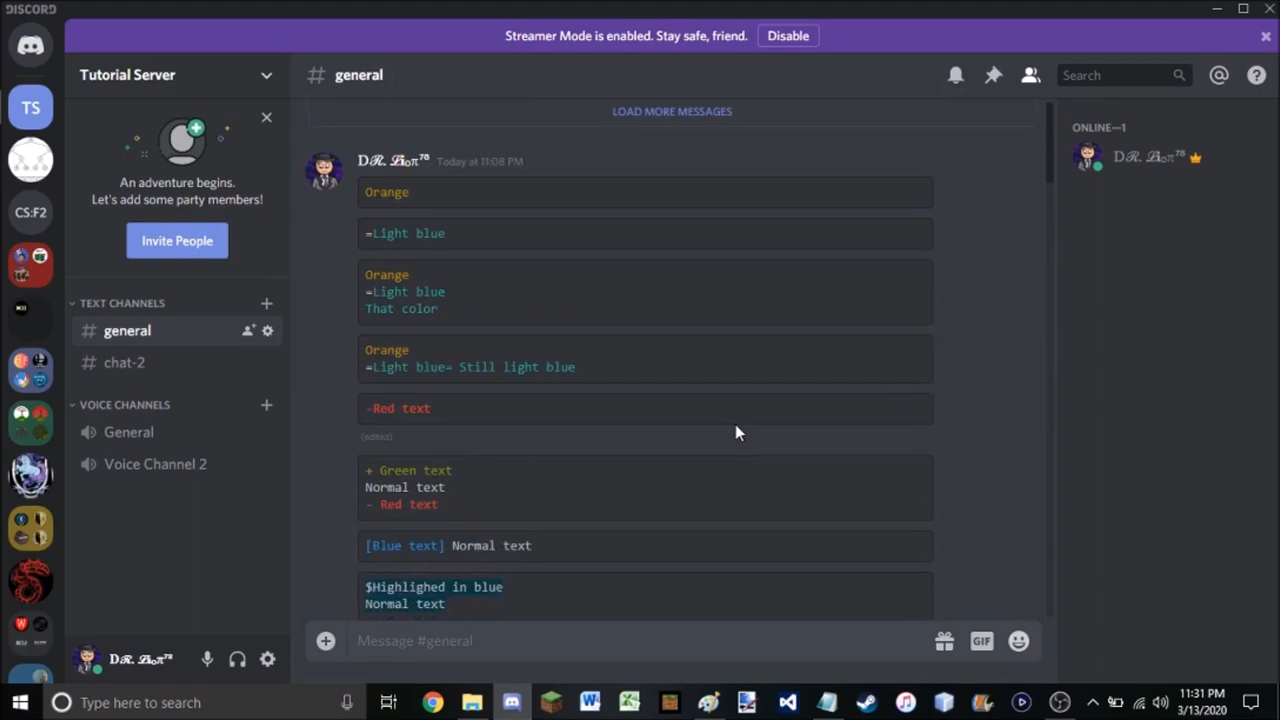 DISCORD
Streamer Mode is enabled. Stay safe, friend. Disable
Tutorial Server
# general
Search
TS
CS:F2
An adventure begins.
Let's add some party members!
Invite People
TEXT CHANNELS
general
chat-2
VOICE CHANNELS
General
Voice Channel 2
LOAD MORE MESSAGES
Today at 11:08 PM
Orange
=Light blue
Orange
=Light blue
That color
Orange
=Light blue= Still light blue
-Red text
(edited)
+ Green text
Normal text
- Red text
[Blue text] Normal text
$Highlighed in blue
Normal text
Message #general
GIF
ONLINE—1
Type here to search
11:31 PM
3/13/2020